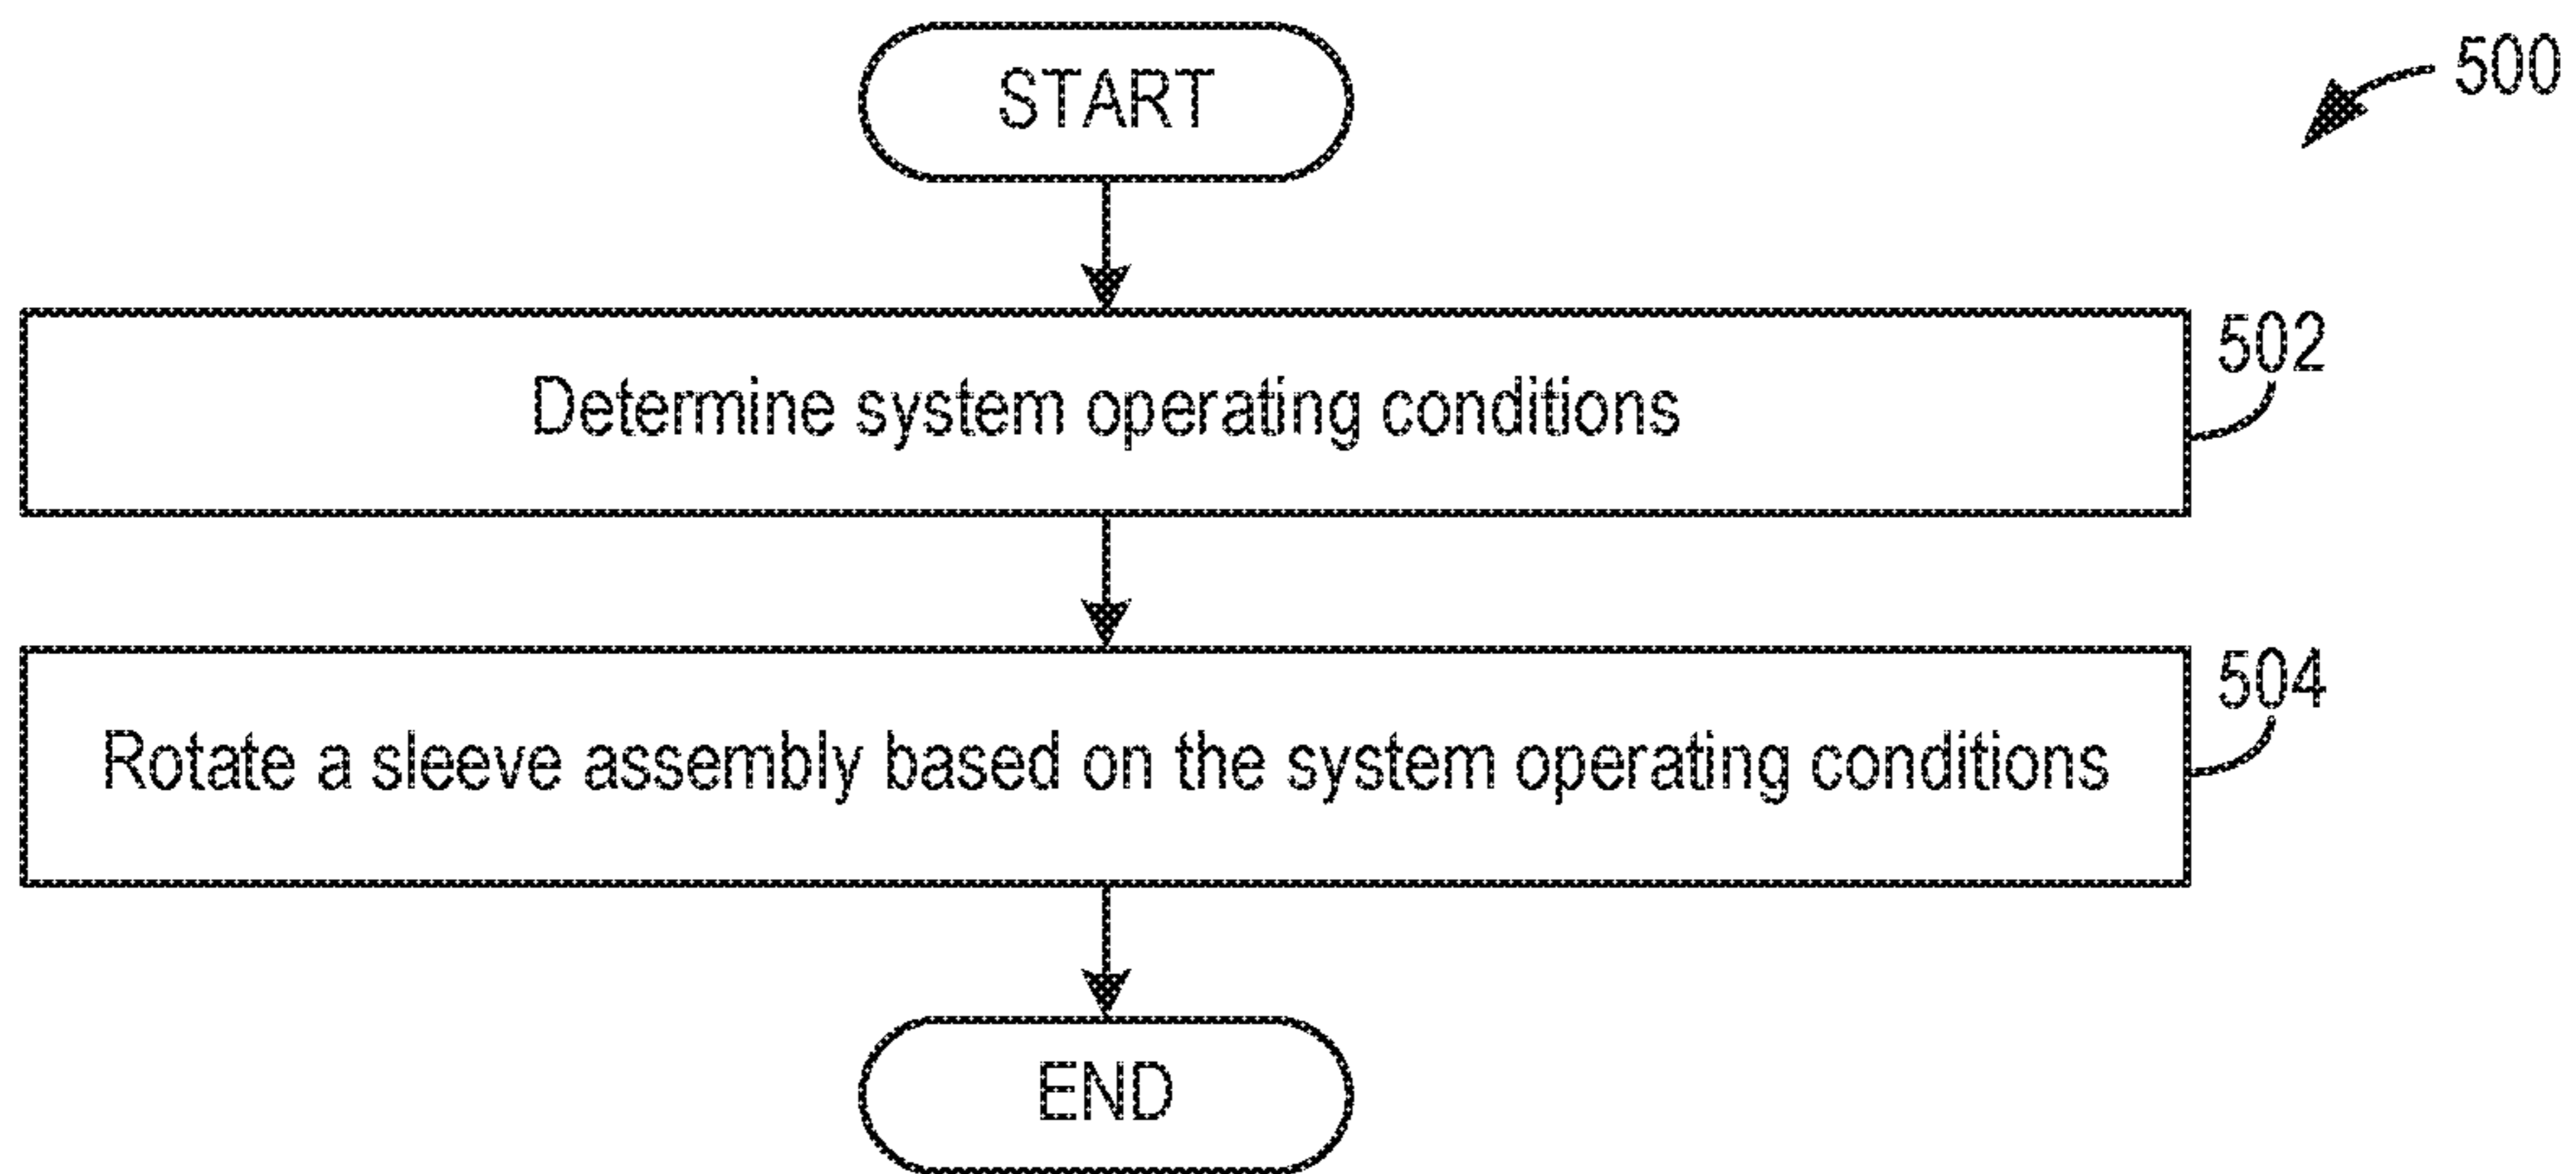 START
500
Determine system operating conditions
502
Rotate a sleeve assembly based on the system operating conditions
504
END